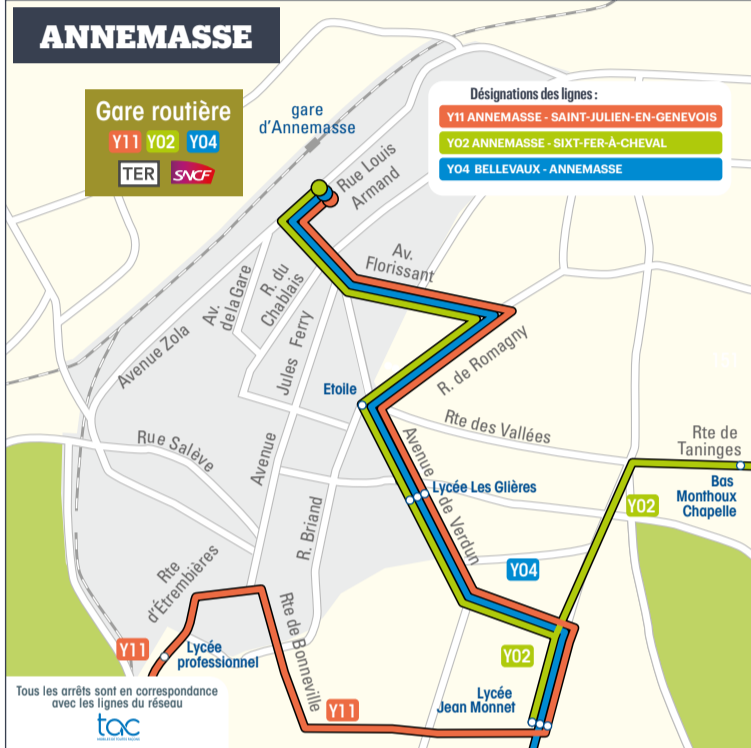 ANNEMASSE
Gare routière
Y11 Y02 Y04
TER SNCF
gare
d'Annemasse
Désignations des lignes :
Y11 ANNEMASSE - SAINT-JULIEN-EN-GENEVOIS
Y02 ANNEMASSE - SIXT-FER-À-CHEVAL
Y04 BELLEVAUX - ANNEMASSE
Rue Louis
Armand
Av.
Florissant
Av.
de la Gare
R. du
Chablais
Avenue Zola
Jules Ferry
Avenue
R. de Romagny
Etoile
Rte des Vallées
Rte de
Taninges
Rue Salève
Avenue
de Verdun
Lycée Les Glières
Bas
Monthoux
Chapelle
Y02
R. Briand
Rte
d'Étrembières
Y04
Rte de Bonneville
Y11
Lycée
professionnel
Y02
Lycée
Jean Monnet
Y11
Tous les arrêts sont en correspondance
avec les lignes du réseau
tac